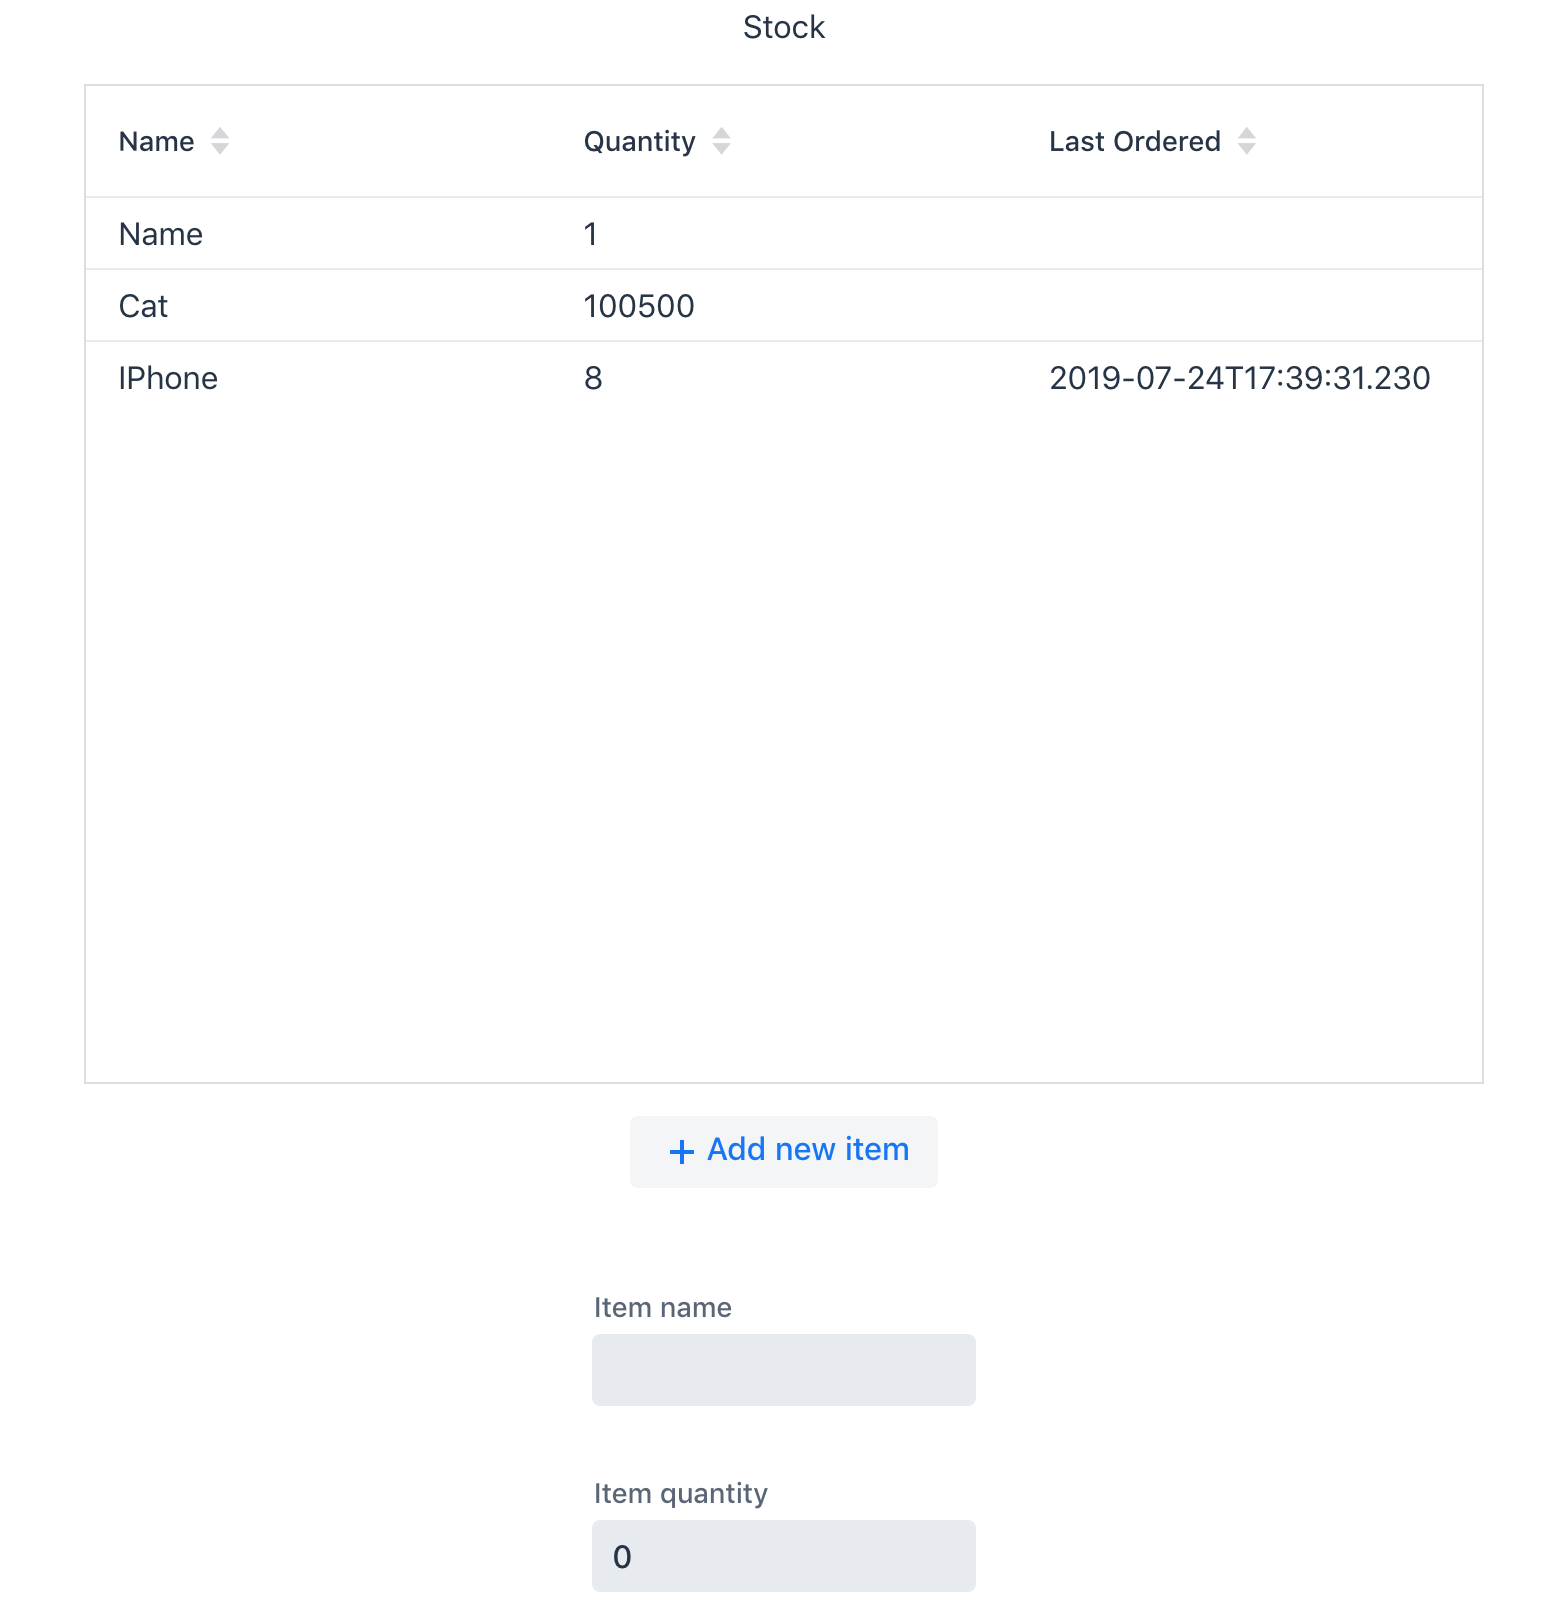 Stock
Name Quantity Last Ordered
Name 1
Cat 100500
IPhone 8 2019-07-24T17:39:31.230
+ Add new item
Item name
Item quantity
0